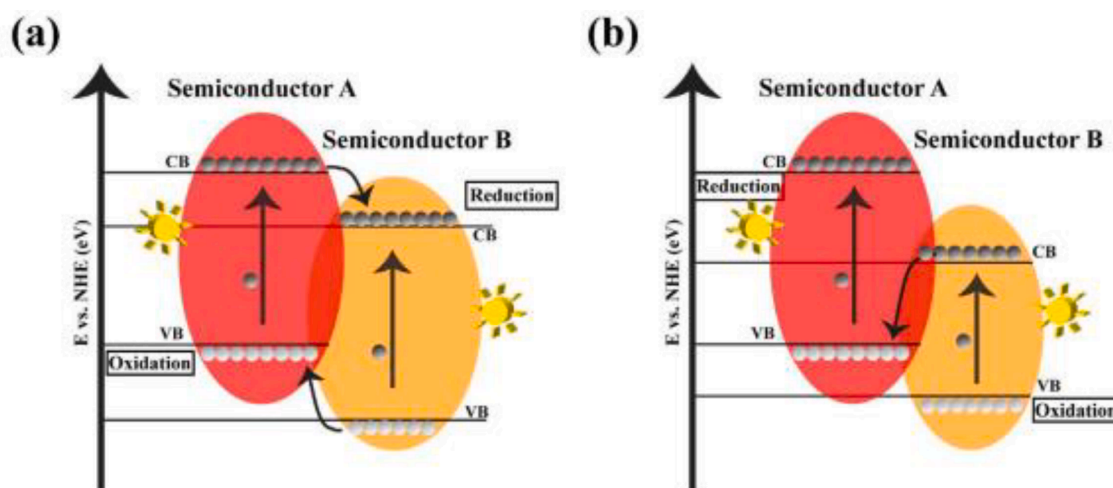 (a)
Semiconductor A
Semiconductor B
CB
Reduction
CB
E vs. NHE (eV)
VB
Oxidation
VB
(b)
Semiconductor A
Semiconductor B
CB
Reduction
CB
E vs. NHE (eV)
VB
VB
Oxidation